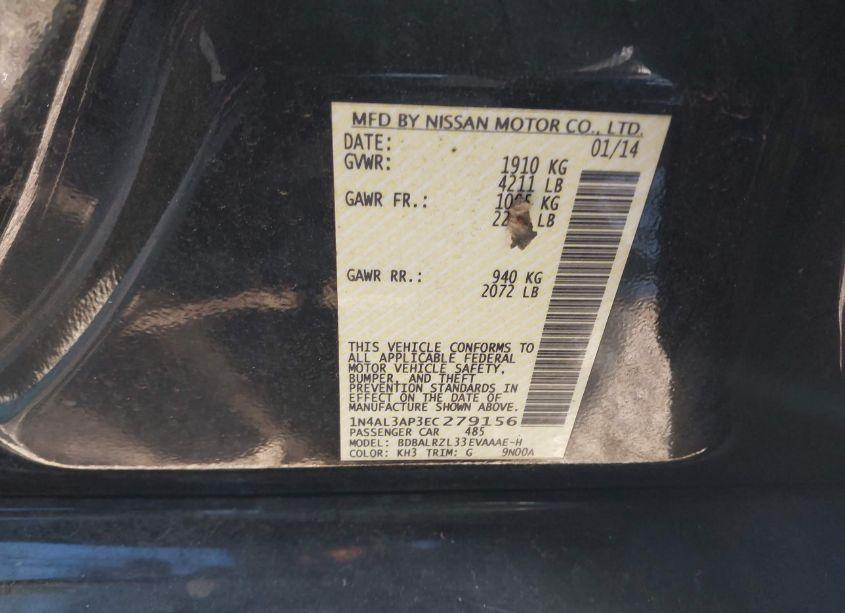 MFD BY NISSAN MOTOR CO., LTD.
DATE: 01/14
GVWR: 1910 KG
4211 LB
GAWR FR.: KG
LB
GAWR RR.: 940 KG
2072 LB
THIS VEHICLE CONFORMS TO
ALL APPLICABLE FEDERAL
MOTOR VEHICLE SAFETY,
BUMPER, AND THEFT
PREVENTION STANDARDS IN
EFFECT ON THE DATE OF
MANUFACTURE SHOWN ABOVE.
1N4AL3AP3EC279156
PASSENGER CAR 485
MODEL: BDBALRZL33EVAAAE-H
COLOR: KH3 TRIM: G 9N00A